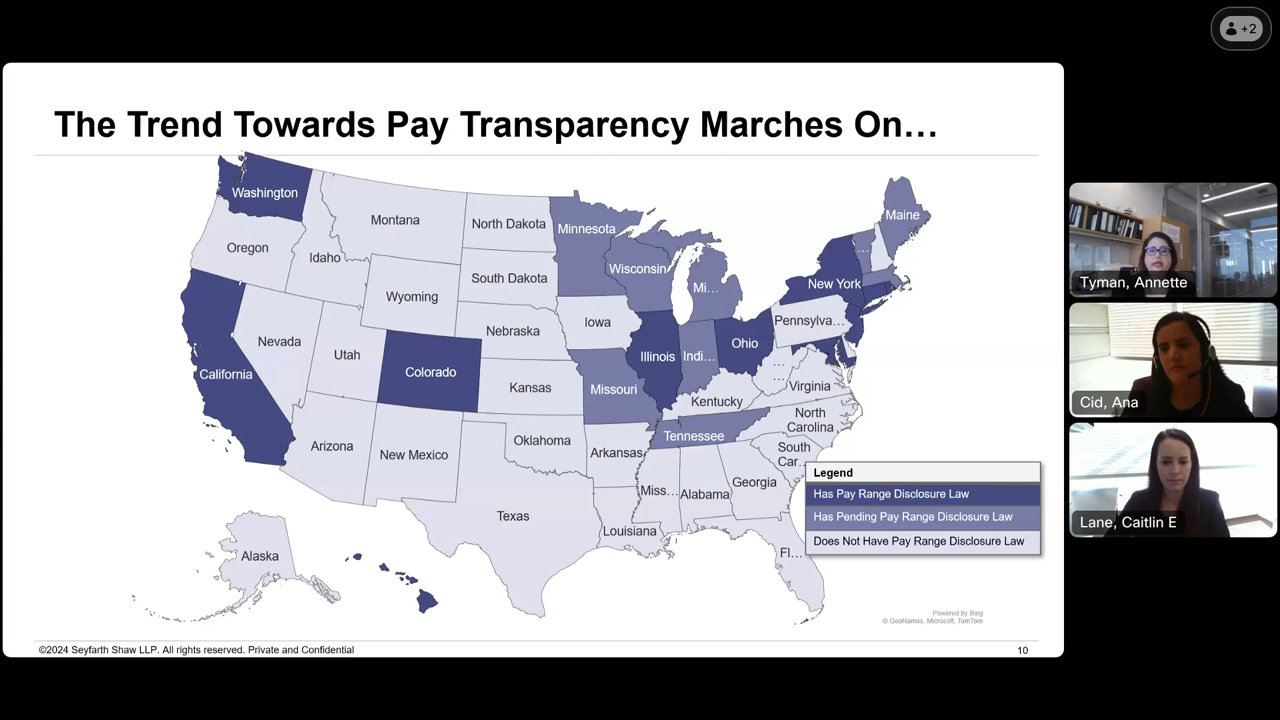 +2
The Trend Towards Pay Transparency Marches On…
Washington
Montana
North Dakota
Minnesota
Maine
Oregon
Idaho
South Dakota
Wisconsin
...
Wyoming
Mi...
New York
Iowa
Pennsylva...
Nebraska
Nevada
Utah
Colorado
Illinois
Indi...
Ohio
California
Kansas
Missouri
...
...
Virginia
Kentucky
Arizona
New Mexico
Oklahoma
Arkansas
Tennessee
North
Carolina
South
Car...
Miss...
Alabama
Georgia
Texas
Louisiana
Fl...
Alaska
Legend
Has Pay Range Disclosure Law
Has Pending Pay Range Disclosure Law
Does Not Have Pay Range Disclosure Law
Powered by Bing
© GeoNames, Microsoft, TomTom
©2024 Seyfarth Shaw LLP. All rights reserved. Private and Confidential
10
Tyman, Annette
Cid, Ana
Lane, Caitlin E